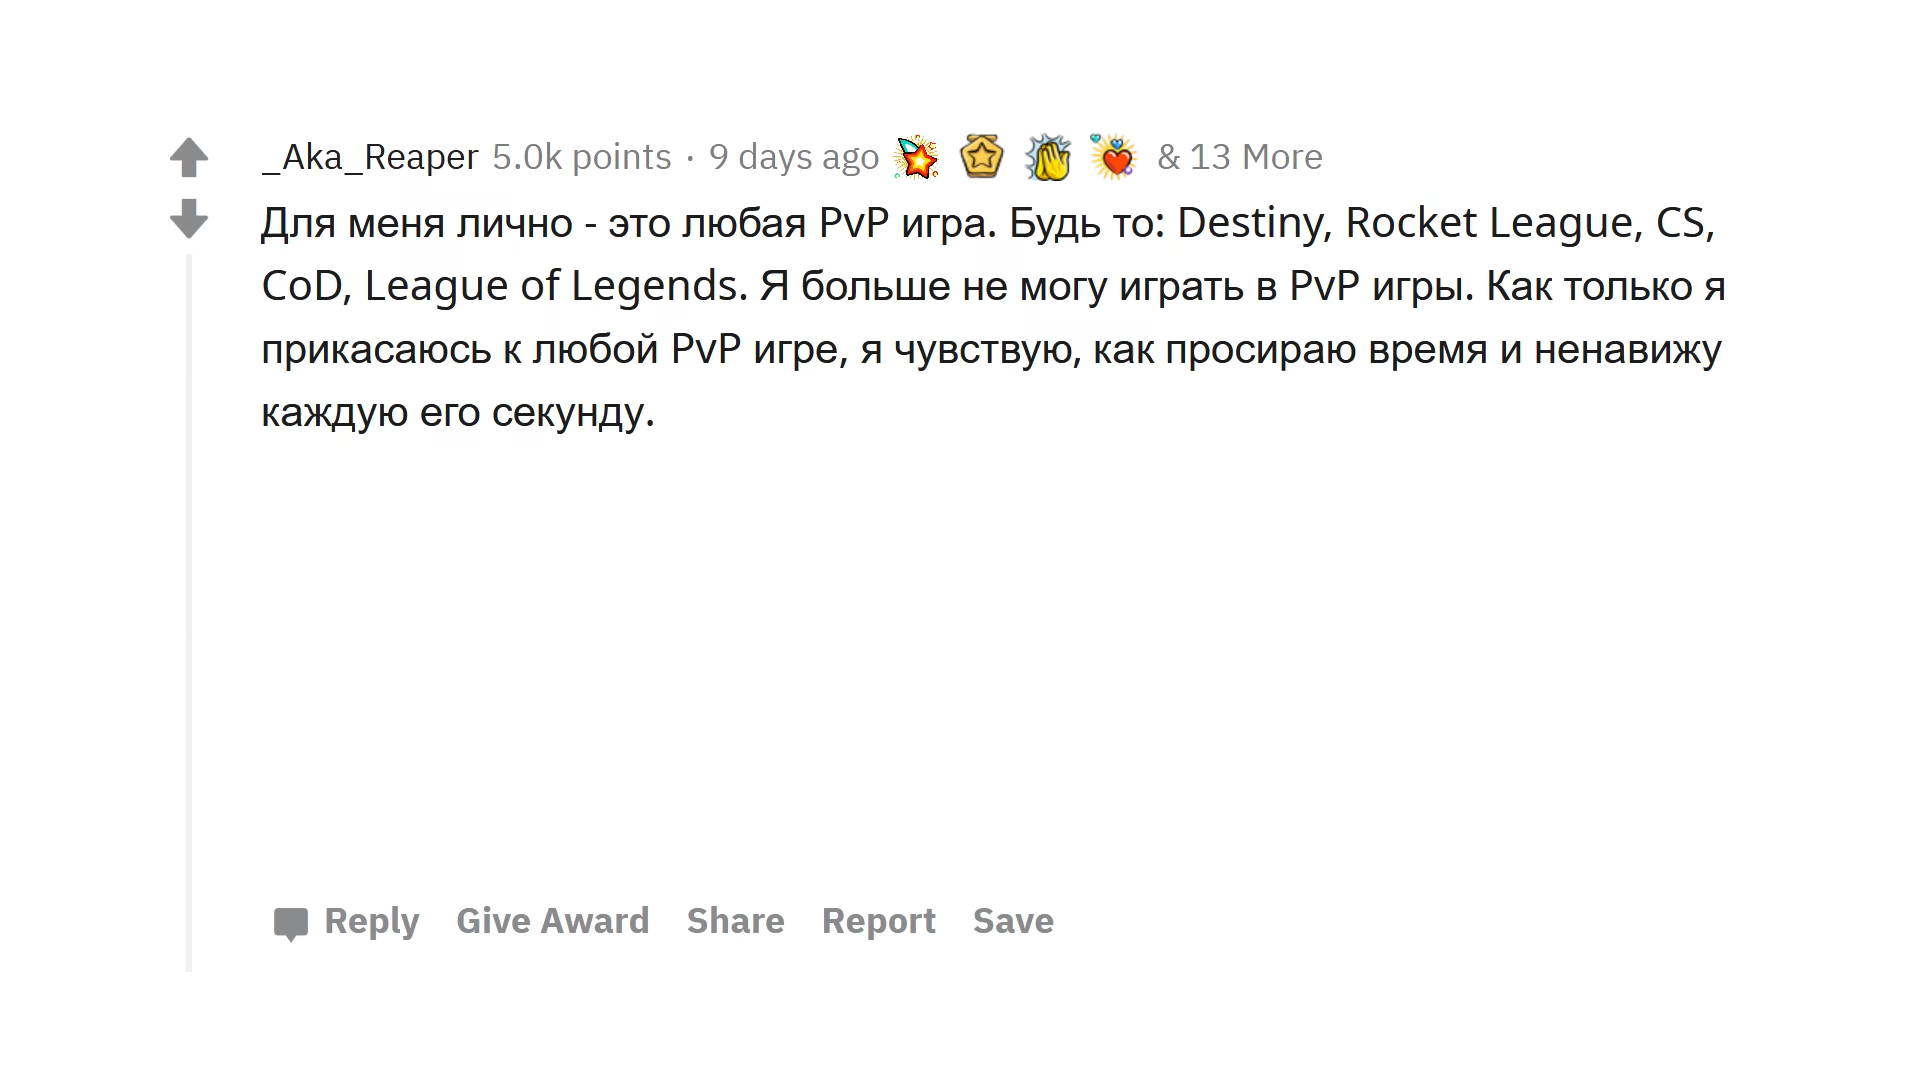 _Aka_Reaper 5.0k points · 9 days ago & 13 More
Для меня лично - это любая PvP игра. Будь то: Destiny, Rocket League, CS,
CoD, League of Legends. Я больше не могу играть в PvP игры. Как только я
прикасаюсь к любой PvP игре, я чувствую, как просираю время и ненавижу
каждую его секунду.
Reply Give Award Share Report Save